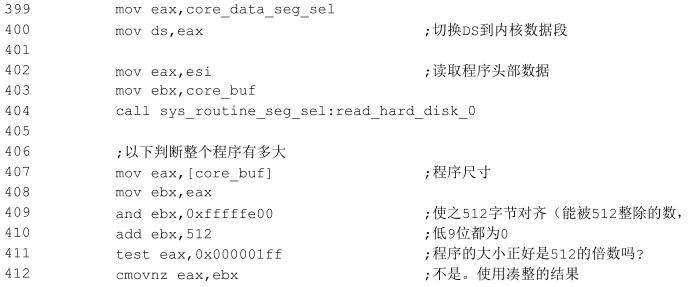 399 mov eax,core_data_seg_sel
400 mov ds,eax ;切换DS到内核数据段
401
402 mov eax,esi ;读取程序头部数据
403 mov ebx,core_buf
404 call sys_routine_seg_sel:read_hard_disk_0
405
406 ;以下判断整个程序有多大
407 mov eax,[core_buf] ;程序尺寸
408 mov ebx,eax
409 and ebx,0xfffffe00 ;使之512字节对齐（能被512整除的数，
410 add ebx,512 ;低9位都为0
411 test eax,0x000001ff ;程序的大小正好是512的倍数吗?
412 cmovnz eax,ebx ;不是。使用凑整的结果